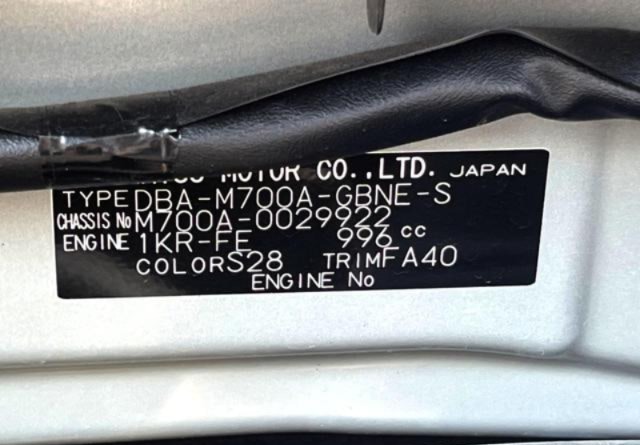 MOTOR CO.,LTD. JAPAN
TYPE DBA-M700A-GBNE-S
CHASSIS No M700A-0029922
ENGINE 1KR-FE 996 cc
COLOR S28 TRIM FA40
ENGINE No